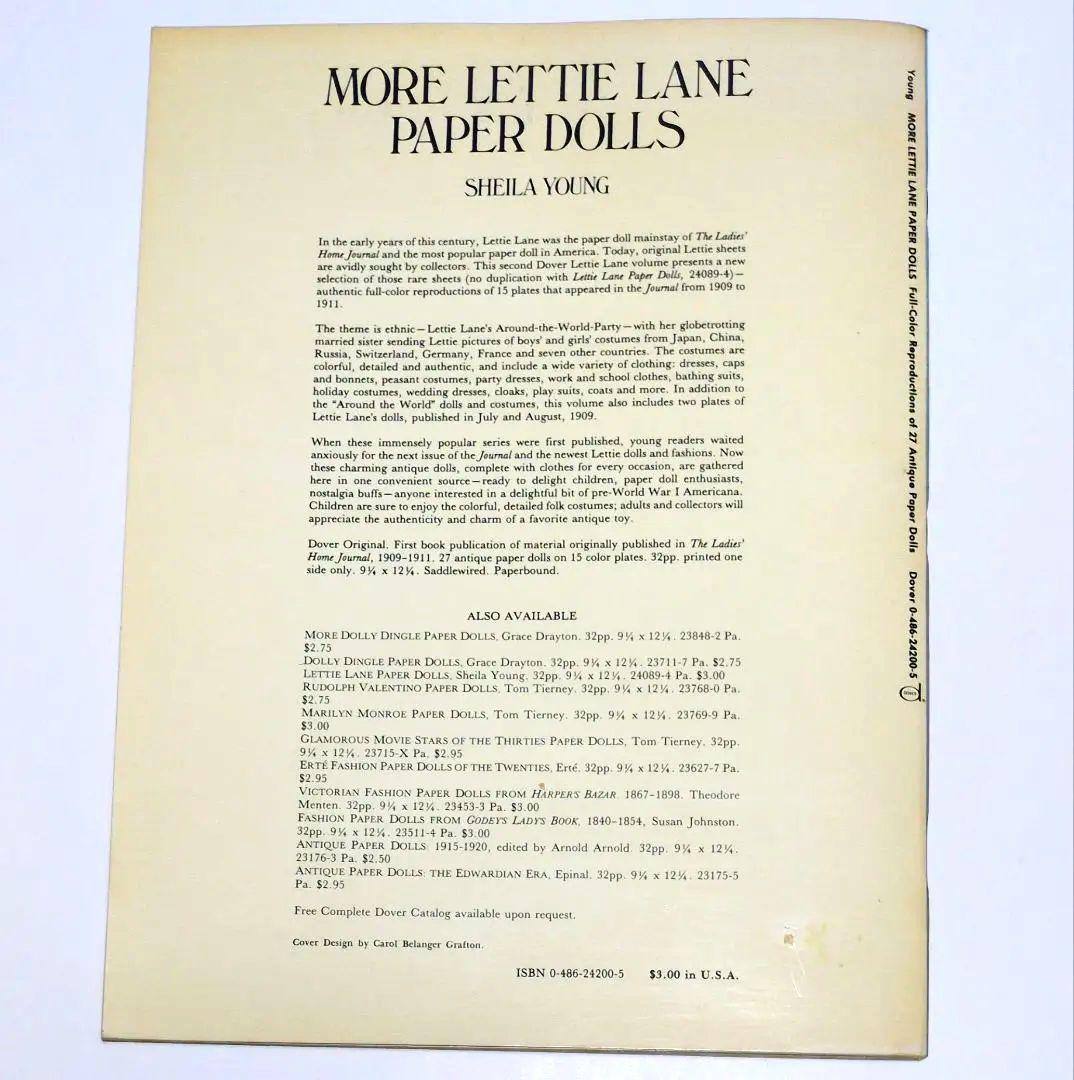 MORE LETTIE LANE
PAPER DOLLS
SHEILA YOUNG
In the early years of this century, Lettie Lane was the paper doll mainstay of The Ladies'
Home Journal and the most popular paper doll in America. Today, original Lettie sheets
are avidly sought by collectors. This second Dover Lettie Lane volume presents a new
selection of those rare sheets (no duplication with Lettie Lane Paper Dolls, 24089-4)—
authentic full-color reproductions of 15 plates that appeared in the Journal from 1909 to
1911.
The theme is ethnic—Lettie Lane's Around-the-World-Party—with her globetrotting
married sister sending Lettie pictures of boys' and girls' costumes from Japan, China,
Russia, Switzerland, Germany, France and seven other countries. The costumes are
colorful, detailed and authentic, and include a wide variety of clothing: dresses, caps
and bonnets, peasant costumes, party dresses, work and school clothes, bathing suits,
holiday costumes, wedding dresses, cloaks, play suits, coats and more. In addition to
the "Around the World" dolls and costumes, this volume also includes two plates of
Lettie Lane's dolls, published in July and August, 1909.
When these immensely popular series were first published, young readers waited
anxiously for the next issue of the Journal and the newest Lettie dolls and fashions. Now
these charming antique dolls, complete with clothes for every occasion, are gathered
here in one convenient source—ready to delight children, paper doll enthusiasts,
nostalgia buffs—anyone interested in a delightful bit of pre-World War I Americana.
Children are sure to enjoy the colorful, detailed folk costumes; adults and collectors will
appreciate the authenticity and charm of a favorite antique toy.
Dover Original. First book publication of material originally published in The Ladies'
Home Journal, 1909-1911. 27 antique paper dolls on 15 color plates. 32pp. printed one
side only. 9¼ x 12¼. Saddlewired. Paperbound.
ALSO AVAILABLE
MORE DOLLY DINGLE PAPER DOLLS, Grace Drayton. 32pp. 9¼ x 12¼. 23848-2 Pa.
$2.75
DOLLY DINGLE PAPER DOLLS, Grace Drayton. 32pp. 9¼ x 12¼. 23711-7 Pa. $2.75
LETTIE LANE PAPER DOLLS, Sheila Young. 32pp. 9¼ x 12¼. 24089-4 Pa. $3.00
RUDOLPH VALENTINO PAPER DOLLS, Tom Tierney. 32pp. 9¼ x 12¼. 23768-0 Pa.
$2.75
MARILYN MONROE PAPER DOLLS, Tom Tierney. 32pp. 9¼ x 12¼. 23769-9 Pa.
$3.00
GLAMOROUS MOVIE STARS OF THE THIRTIES PAPER DOLLS, Tom Tierney. 32pp.
9¼ x 12¼. 23715-X Pa. $2.95
ERTÉ FASHION PAPER DOLLS OF THE TWENTIES, Erté. 32pp. 9¼ x 12¼. 23627-7 Pa.
$2.95
VICTORIAN FASHION PAPER DOLLS FROM HARPER'S BAZAR. 1867-1898. Theodore
Menten. 32pp. 9¼ x 12¼. 23453-3 Pa. $3.00
FASHION PAPER DOLLS FROM GODEY'S LADY'S BOOK, 1840-1854, Susan Johnston.
32pp. 9¼ x 12¼. 23511-4 Pa. $3.00
ANTIQUE PAPER DOLLS: 1915-1920, edited by Arnold Arnold. 32pp. 9¼ x 12¼.
23176-3 Pa. $2.50
ANTIQUE PAPER DOLLS: THE EDWARDIAN ERA, Epinal. 32pp. 9¼ x 12¼. 23175-5
Pa. $2.95
Free Complete Dover Catalog available upon request.
Cover Design by Carol Belanger Grafton.
ISBN 0-486-24200-5 $3.00 in U.S.A.
Young MORE LETTIE LANE PAPER DOLLS Full-Color Reproductions of 27 Antique Paper Dolls Dover 0-486-24200-5